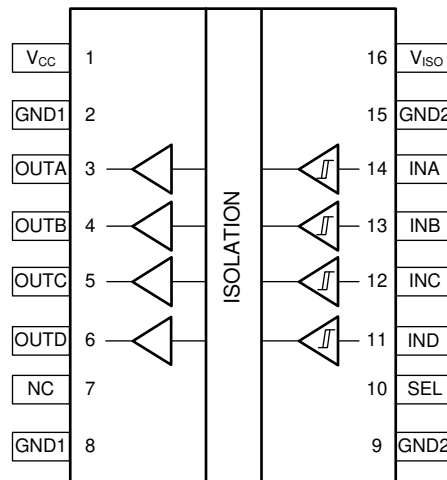 VCC 1 16 VISO
GND1 2 15 GND2
OUTA 3 14 INA
OUTB 4 13 INB
OUTC 5 12 INC
OUTD 6 11 IND
NC 7 10 SEL
GND1 8 9 GND2
ISOLATION